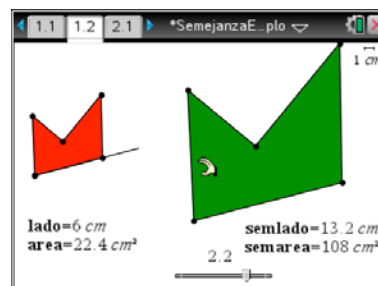 1.1 1.2 2.1 *SemejanzaE…plo
1 cm
lado=6 cm
area=22.4 cm²
semlado=13.2 cm
semarea=108 cm²
2.2